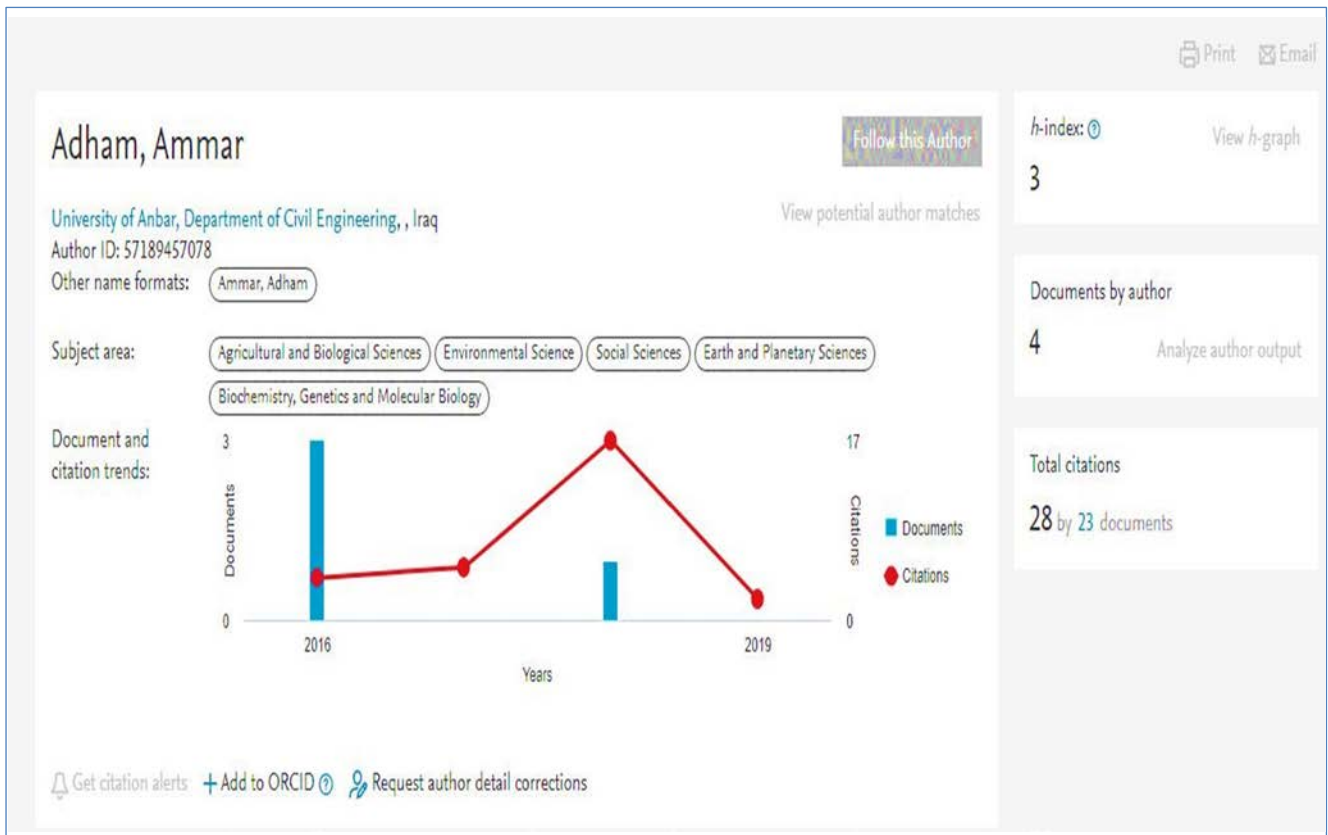 Print Email
Adham, Ammar
Follow this Author
University of Anbar, Department of Civil Engineering, , Iraq
View potential author matches
Author ID: 57189457078
Other name formats: Ammar, Adham
Subject area: Agricultural and Biological Sciences Environmental Science Social Sciences Earth and Planetary Sciences
Biochemistry, Genetics and Molecular Biology
Document and
citation trends:
3
Documents
0
2016
2019
Years
17
Citations
0
Documents
Citations
Get citation alerts + Add to ORCID ? Request author detail corrections
h-index: ?
View h-graph
3
Documents by author
4
Analyze author output
Total citations
28 by 23 documents